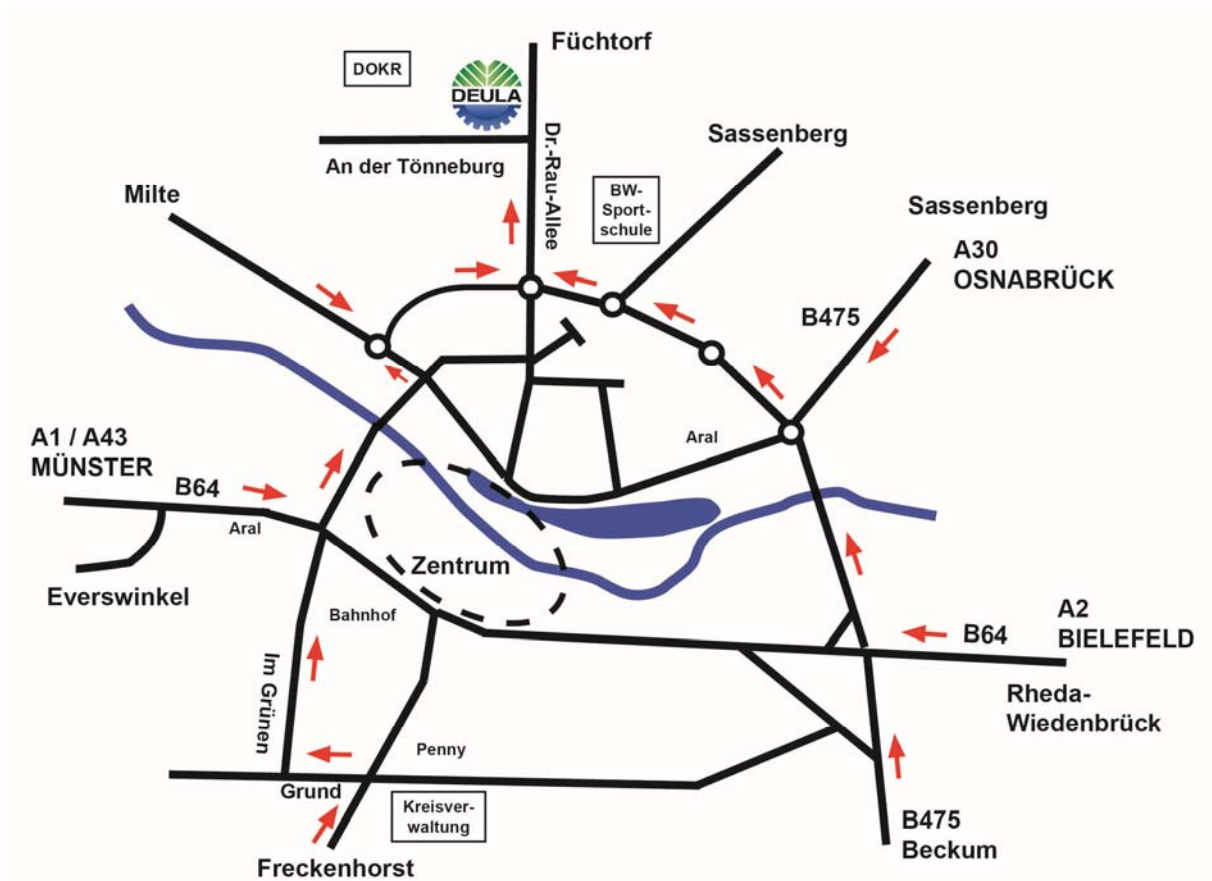 Füchtorf
DOKR
DEULA
Dr.-Rau-Allee
Sassenberg
An der Tönneburg
Milte
BW-
Sport-
schule
Sassenberg
A30
OSNABRÜCK
B475
A1 / A43
MÜNSTER
B64
Aral
Aral
Everswinkel
Zentrum
Bahnhof
Im Grünen
A2
BIELEFELD
B64
Rheda-
Wiedenbrück
Penny
Grund
Kreisver-
waltung
B475
Beckum
Freckenhorst